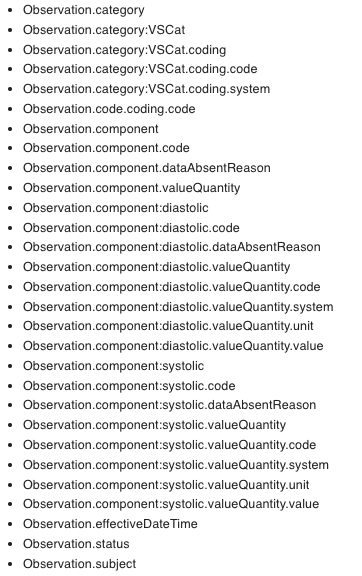 Observation.category
Observation.category:VSCat
Observation.category:VSCat.coding
Observation.category:VSCat.coding.code
Observation.category:VSCat.coding.system
Observation.code.coding.code
Observation.component
Observation.component.code
Observation.component.dataAbsentReason
Observation.component.valueQuantity
Observation.component:diastolic
Observation.component:diastolic.code
Observation.component:diastolic.dataAbsentReason
Observation.component:diastolic.valueQuantity
Observation.component:diastolic.valueQuantity.code
Observation.component:diastolic.valueQuantity.system
Observation.component:diastolic.valueQuantity.unit
Observation.component:diastolic.valueQuantity.value
Observation.component:systolic
Observation.component:systolic.code
Observation.component:systolic.dataAbsentReason
Observation.component:systolic.valueQuantity
Observation.component:systolic.valueQuantity.code
Observation.component:systolic.valueQuantity.system
Observation.component:systolic.valueQuantity.unit
Observation.component:systolic.valueQuantity.value
Observation.effectiveDateTime
Observation.status
Observation.subject